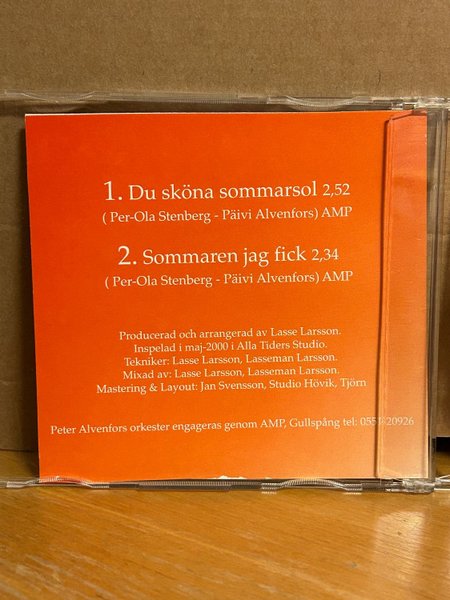 1. Du sköna sommarsol 2,52
( Per-Ola Stenberg - Päivi Alvenfors) AMP
2. Sommaren jag fick 2,34
( Per-Ola Stenberg - Päivi Alvenfors) AMP
Producerad och arrangerad av Lasse Larsson.
Inspelad i maj-2000 i Alla Tiders Studio.
Tekniker: Lasse Larsson, Lasseman Larsson.
Mixad av: Lasse Larsson, Lasseman Larsson.
Mastering & Layout: Jan Svensson, Studio Hövik, Tjörn
Peter Alvenfors orkester engageras genom AMP, Gullspång tel: